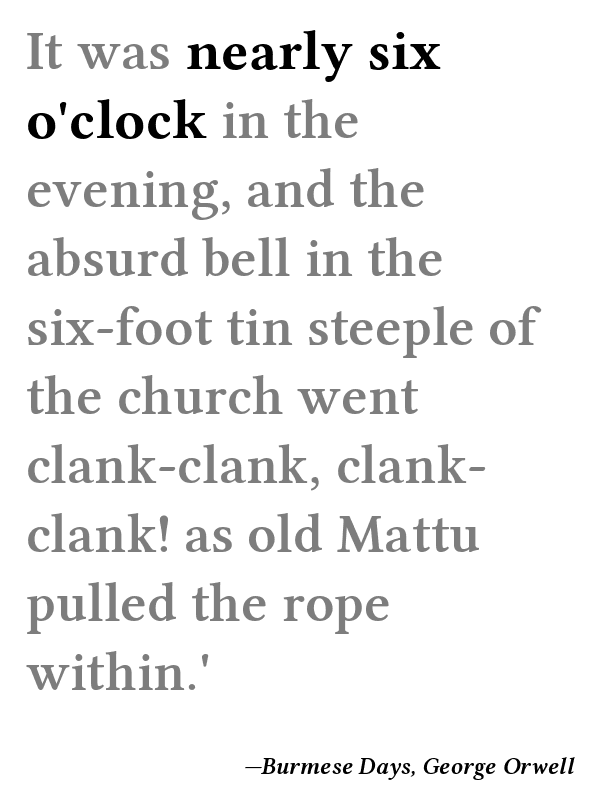 It was nearly six
o'clock in the
evening, and the
absurd bell in the
six-foot tin steeple of
the church went
clank-clank, clank-
clank! as old Mattu
pulled the rope
within.'
—Burmese Days, George Orwell